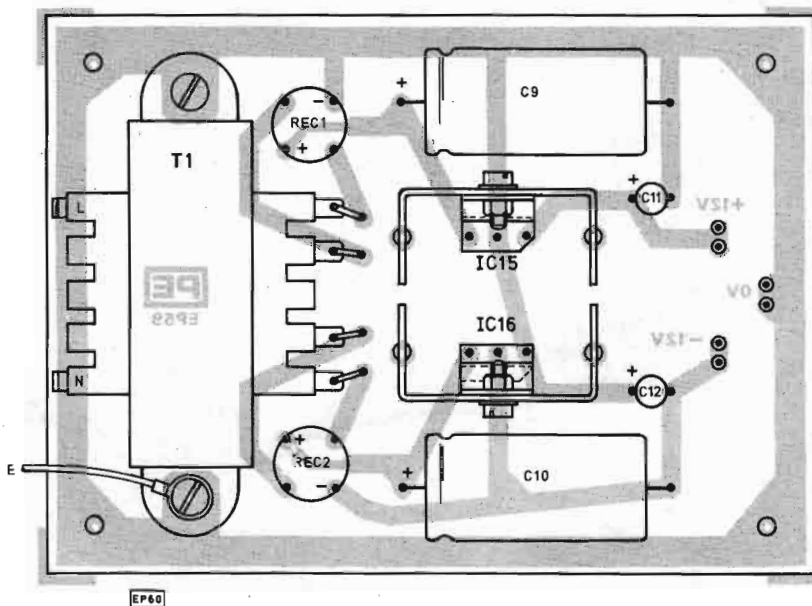 +
C9
REC1
−
+
T1
L
+
C11
+12V
IC15
PE
EP59
0V
IC16
−12V
N
+
C12
+
REC2
−
+
C10
E
EP60